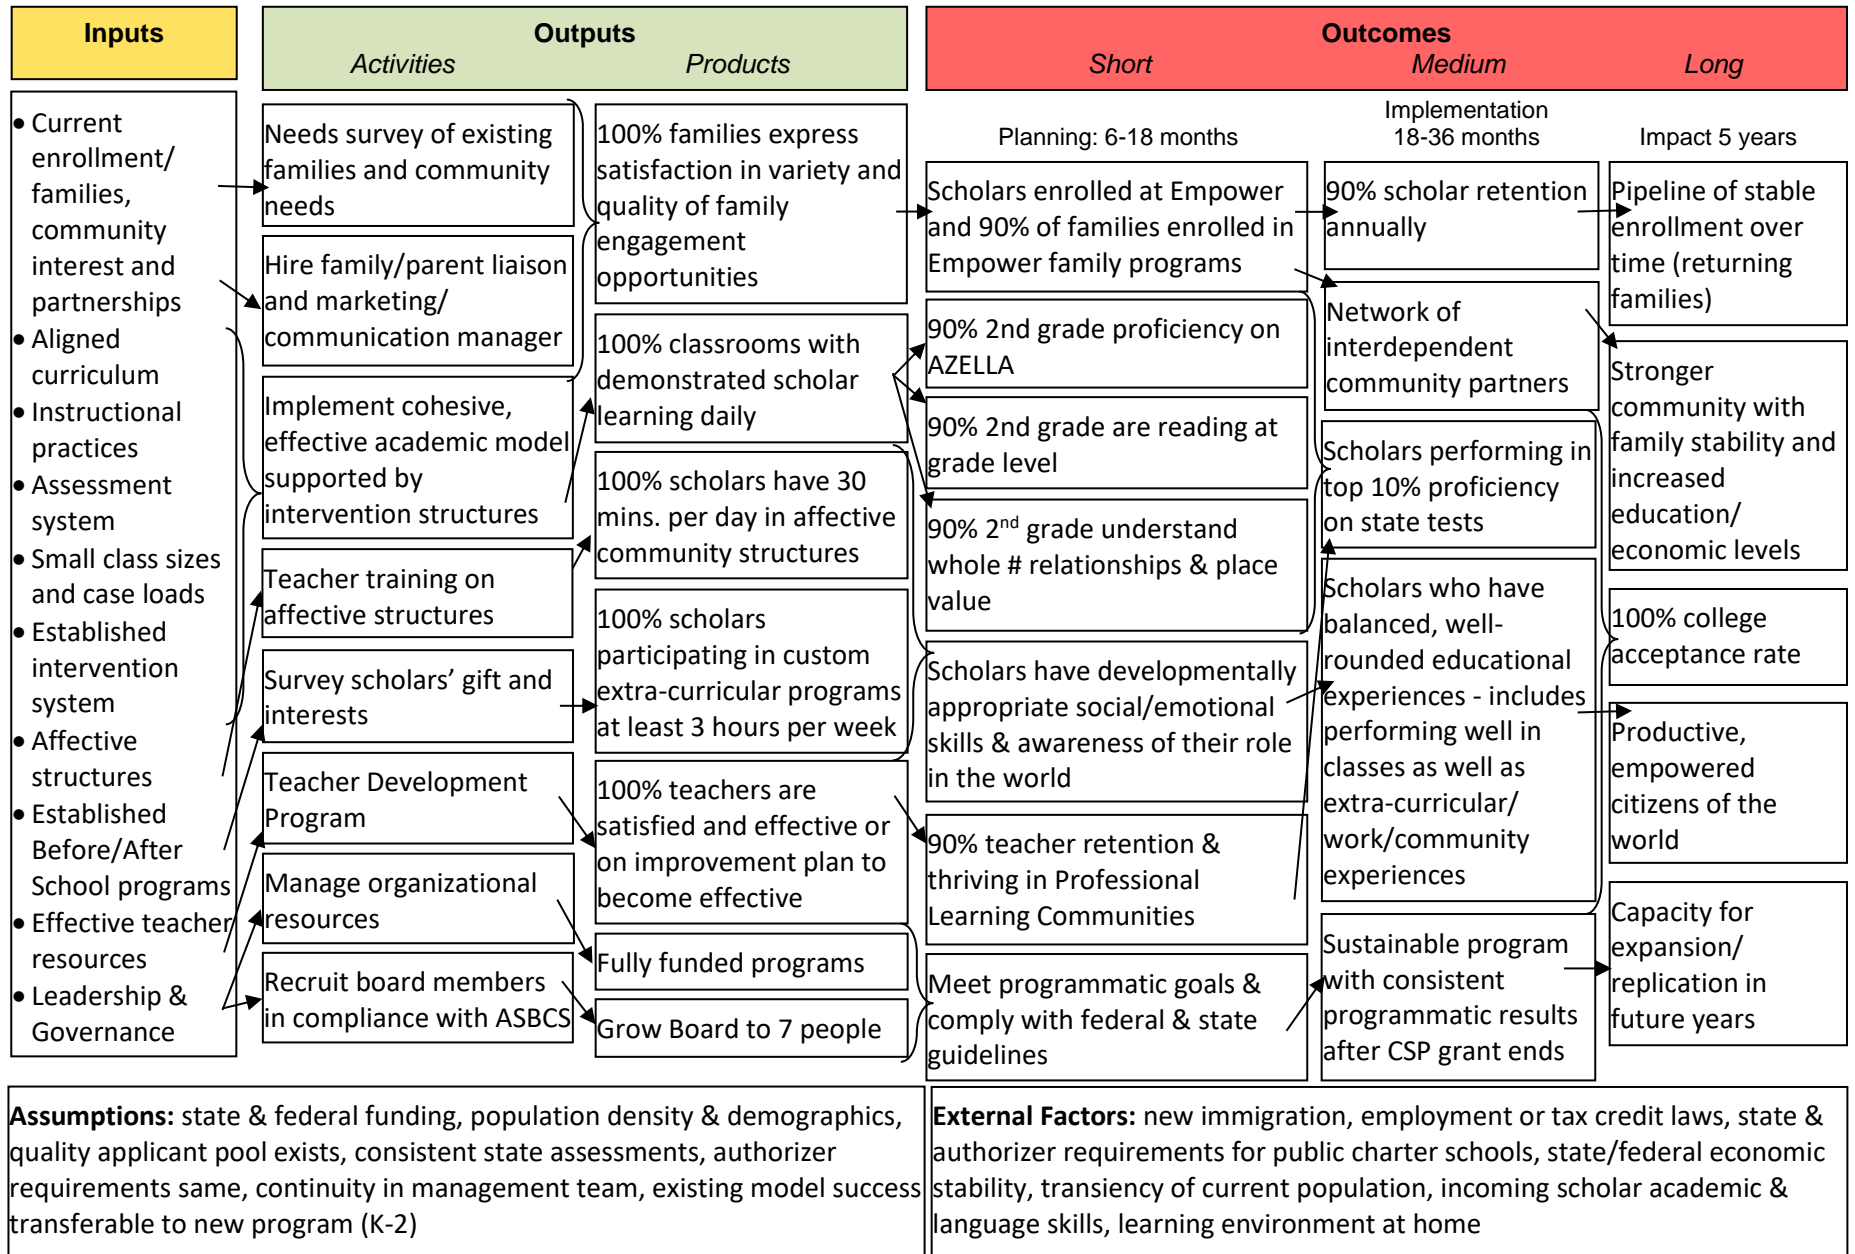 Inputs
Outputs
Activities
Products
Outcomes
Short
Medium
Long
• Current
enrollment/
families,
community
interest and
partnerships
• Aligned
curriculum
• Instructional
practices
• Assessment
system
• Small class sizes
and case loads
• Established
intervention
system
• Affective
structures
• Established
Before/After
School programs
• Effective teacher
resources
• Leadership &
Governance
Needs survey of existing
families and community
needs
Hire family/parent liaison
and marketing/
communication manager
Implement cohesive,
effective academic model
supported by
intervention structures
Teacher training on
affective structures
Survey scholars’ gift and
interests
Teacher Development
Program
Manage organizational
resources
Recruit board members
in compliance with ASBCS
100% families express
satisfaction in variety and
quality of family
engagement
opportunities
100% classrooms with
demonstrated scholar
learning daily
100% scholars have 30
mins. per day in affective
community structures
100% scholars
participating in custom
extra-curricular programs
at least 3 hours per week
100% teachers are
satisfied and effective or
on improvement plan to
become effective
Fully funded programs
Grow Board to 7 people
Planning: 6-18 months
Scholars enrolled at Empower
and 90% of families enrolled in
Empower family programs
90% 2nd grade proficiency on
AZELLA
90% 2nd grade are reading at
grade level
90% 2nd grade understand
whole # relationships & place
value
Scholars have developmentally
appropriate social/emotional
skills & awareness of their role
in the world
90% teacher retention &
thriving in Professional
Learning Communities
Meet programmatic goals &
comply with federal & state
guidelines
Implementation
18-36 months
90% scholar retention
annually
Network of
interdependent
community partners
Scholars performing in
top 10% proficiency
on state tests
Scholars who have
balanced, well-
rounded educational
experiences - includes
performing well in
classes as well as
extra-curricular/
work/community
experiences
Sustainable program
with consistent
programmatic results
after CSP grant ends
Impact 5 years
Pipeline of stable
enrollment over
time (returning
families)
Stronger
community with
family stability and
increased
education/
economic levels
100% college
acceptance rate
Productive,
empowered
citizens of the
world
Capacity for
expansion/
replication in
future years
Assumptions: state & federal funding, population density & demographics,
quality applicant pool exists, consistent state assessments, authorizer
requirements same, continuity in management team, existing model success
transferable to new program (K-2)
External Factors: new immigration, employment or tax credit laws, state &
authorizer requirements for public charter schools, state/federal economic
stability, transiency of current population, incoming scholar academic &
language skills, learning environment at home